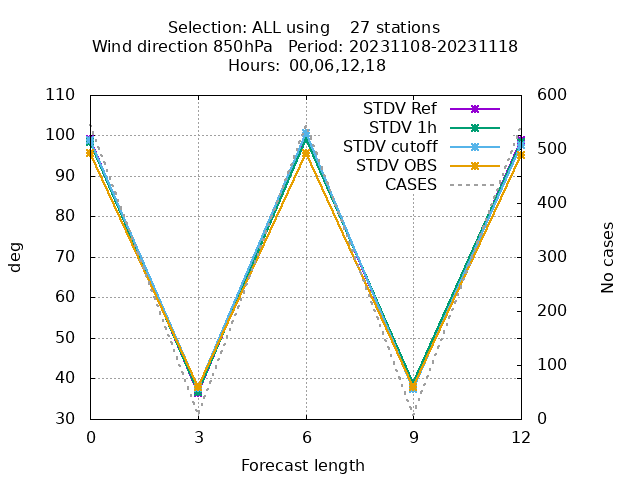 Selection: ALL using    27 stations
Wind direction 850hPa   Period: 20231108-20231118
Hours:  00,06,12,18
STDV Ref
STDV 1h
STDV cutoff
STDV OBS
CASES
110
100
90
80
70
60
50
40
30
deg
600
500
400
300
200
100
0
No cases
0 3 6 9 12
Forecast length